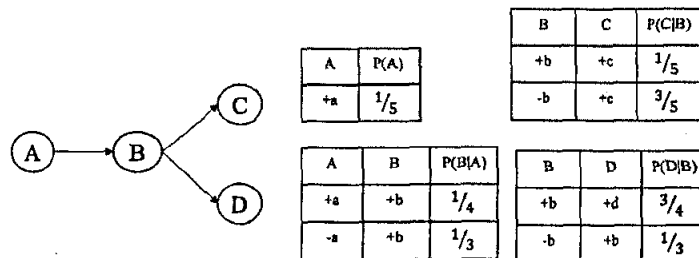 B C P(C|B)
+b +c 1/5
-b +c 3/5
A P(A)
+a 1/5
A B C D
A B P(B|A)
+a +b 1/4
-a +b 1/3
B D P(D|B)
+b +d 3/4
-b +b 1/3